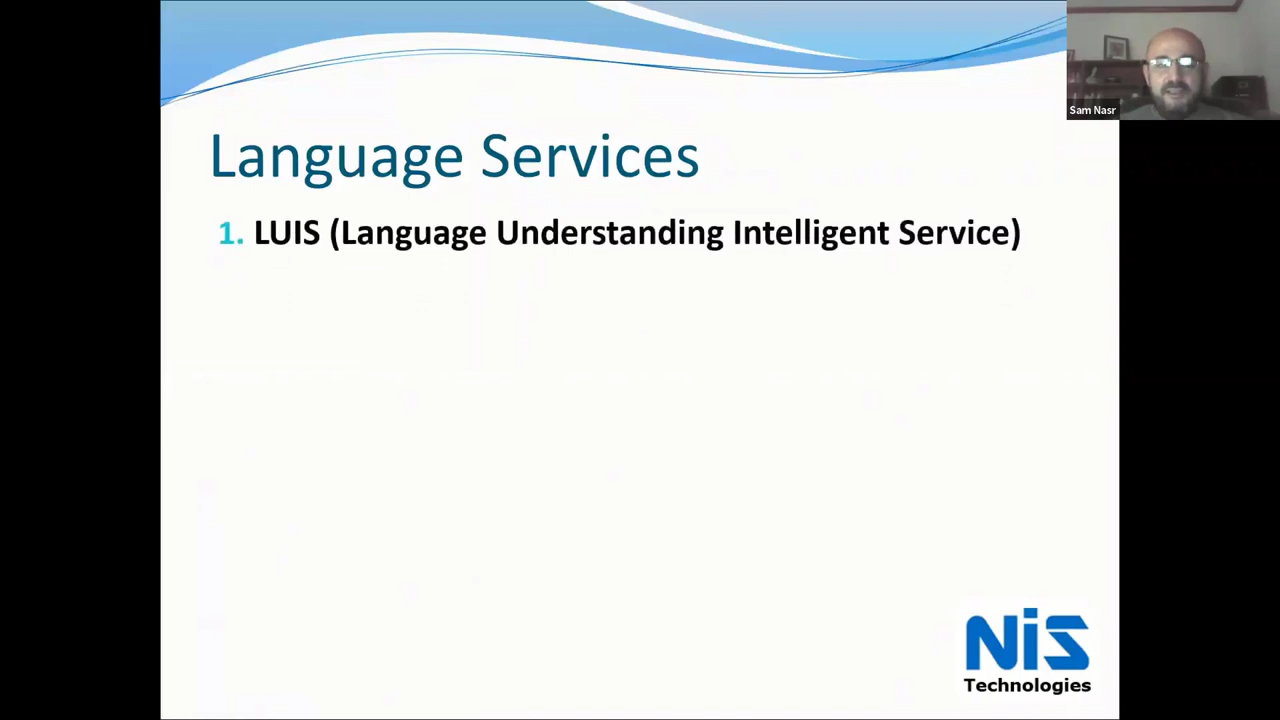 Sam Nasr
Language Services
1. LUIS (Language Understanding Intelligent Service)
NiS
Technologies